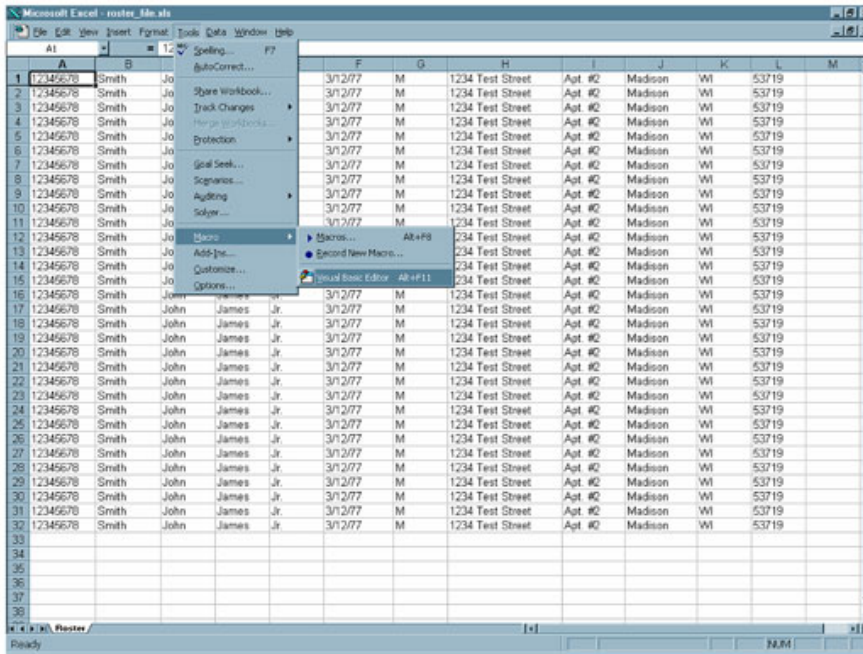 Microsoft Excel - roster_file.xls
File Edit View Insert Format Tools Data Window Help
A1 = 12
Spelling... F7
AutoCorrect...
Share Workbook...
Track Changes
Merge Workbooks...
Protection
Goal Seek...
Scenarios...
Auditing
Solver...
Macro
Add-Ins...
Customize...
Options...
Macros... Alt+F8
Record New Macro...
Visual Basic Editor Alt+F11
A B F G H I J K L M
1 12345678 Smith Jo 3/12/77 M 1234 Test Street Apt. #2 Madison WI 53719
2 12345678 Smith Jo 3/12/77 M 1234 Test Street Apt. #2 Madison WI 53719
3 12345678 Smith Jo 3/12/77 M 1234 Test Street Apt. #2 Madison WI 53719
4 12345678 Smith Jo 3/12/77 M 1234 Test Street Apt. #2 Madison WI 53719
5 12345678 Smith Jo 3/12/77 M 1234 Test Street Apt. #2 Madison WI 53719
6 12345678 Smith Jo 3/12/77 M 1234 Test Street Apt. #2 Madison WI 53719
7 12345678 Smith Jo 3/12/77 M 1234 Test Street Apt. #2 Madison WI 53719
8 12345678 Smith Jo 3/12/77 M 1234 Test Street Apt. #2 Madison WI 53719
9 12345678 Smith Jo 3/12/77 M 1234 Test Street Apt. #2 Madison WI 53719
10 12345678 Smith Jo 3/12/77 M 1234 Test Street Apt. #2 Madison WI 53719
11 12345678 Smith Jo 3/12/77 M 1234 Test Street Apt. #2 Madison WI 53719
12 12345678 Smith Jo 234 Test Street Apt. #2 Madison WI 53719
13 12345678 Smith Jo 234 Test Street Apt. #2 Madison WI 53719
14 12345678 Smith Jo 234 Test Street Apt. #2 Madison WI 53719
15 12345678 Smith Jo 234 Test Street Apt. #2 Madison WI 53719
16 12345678 Smith John James Jr. 3/12/77 M 1234 Test Street Apt. #2 Madison WI 53719
17 12345678 Smith John James Jr. 3/12/77 M 1234 Test Street Apt. #2 Madison WI 53719
18 12345678 Smith John James Jr. 3/12/77 M 1234 Test Street Apt. #2 Madison WI 53719
19 12345678 Smith John James Jr. 3/12/77 M 1234 Test Street Apt. #2 Madison WI 53719
20 12345678 Smith John James Jr. 3/12/77 M 1234 Test Street Apt. #2 Madison WI 53719
21 12345678 Smith John James Jr. 3/12/77 M 1234 Test Street Apt. #2 Madison WI 53719
22 12345678 Smith John James Jr. 3/12/77 M 1234 Test Street Apt. #2 Madison WI 53719
23 12345678 Smith John James Jr. 3/12/77 M 1234 Test Street Apt. #2 Madison WI 53719
24 12345678 Smith John James Jr. 3/12/77 M 1234 Test Street Apt. #2 Madison WI 53719
25 12345678 Smith John James Jr. 3/12/77 M 1234 Test Street Apt. #2 Madison WI 53719
26 12345678 Smith John James Jr. 3/12/77 M 1234 Test Street Apt. #2 Madison WI 53719
27 12345678 Smith John James Jr. 3/12/77 M 1234 Test Street Apt. #2 Madison WI 53719
28 12345678 Smith John James Jr. 3/12/77 M 1234 Test Street Apt. #2 Madison WI 53719
29 12345678 Smith John James Jr. 3/12/77 M 1234 Test Street Apt. #2 Madison WI 53719
30 12345678 Smith John James Jr. 3/12/77 M 1234 Test Street Apt. #2 Madison WI 53719
31 12345678 Smith John James Jr. 3/12/77 M 1234 Test Street Apt. #2 Madison WI 53719
32 12345678 Smith John James Jr. 3/12/77 M 1234 Test Street Apt. #2 Madison WI 53719
33
34
35
36
37
38
Roster
Ready NUM